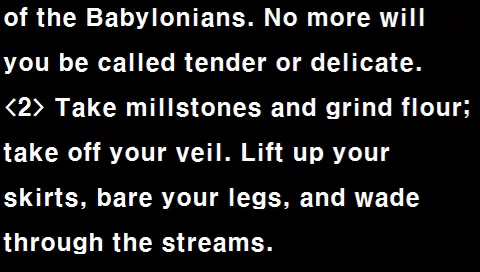 of the Babylonians. No more will
you be called tender or delicate.
<2> Take millstones and grind flour;
take off your veil. Lift up your
skirts, bare your legs, and wade
through the streams.